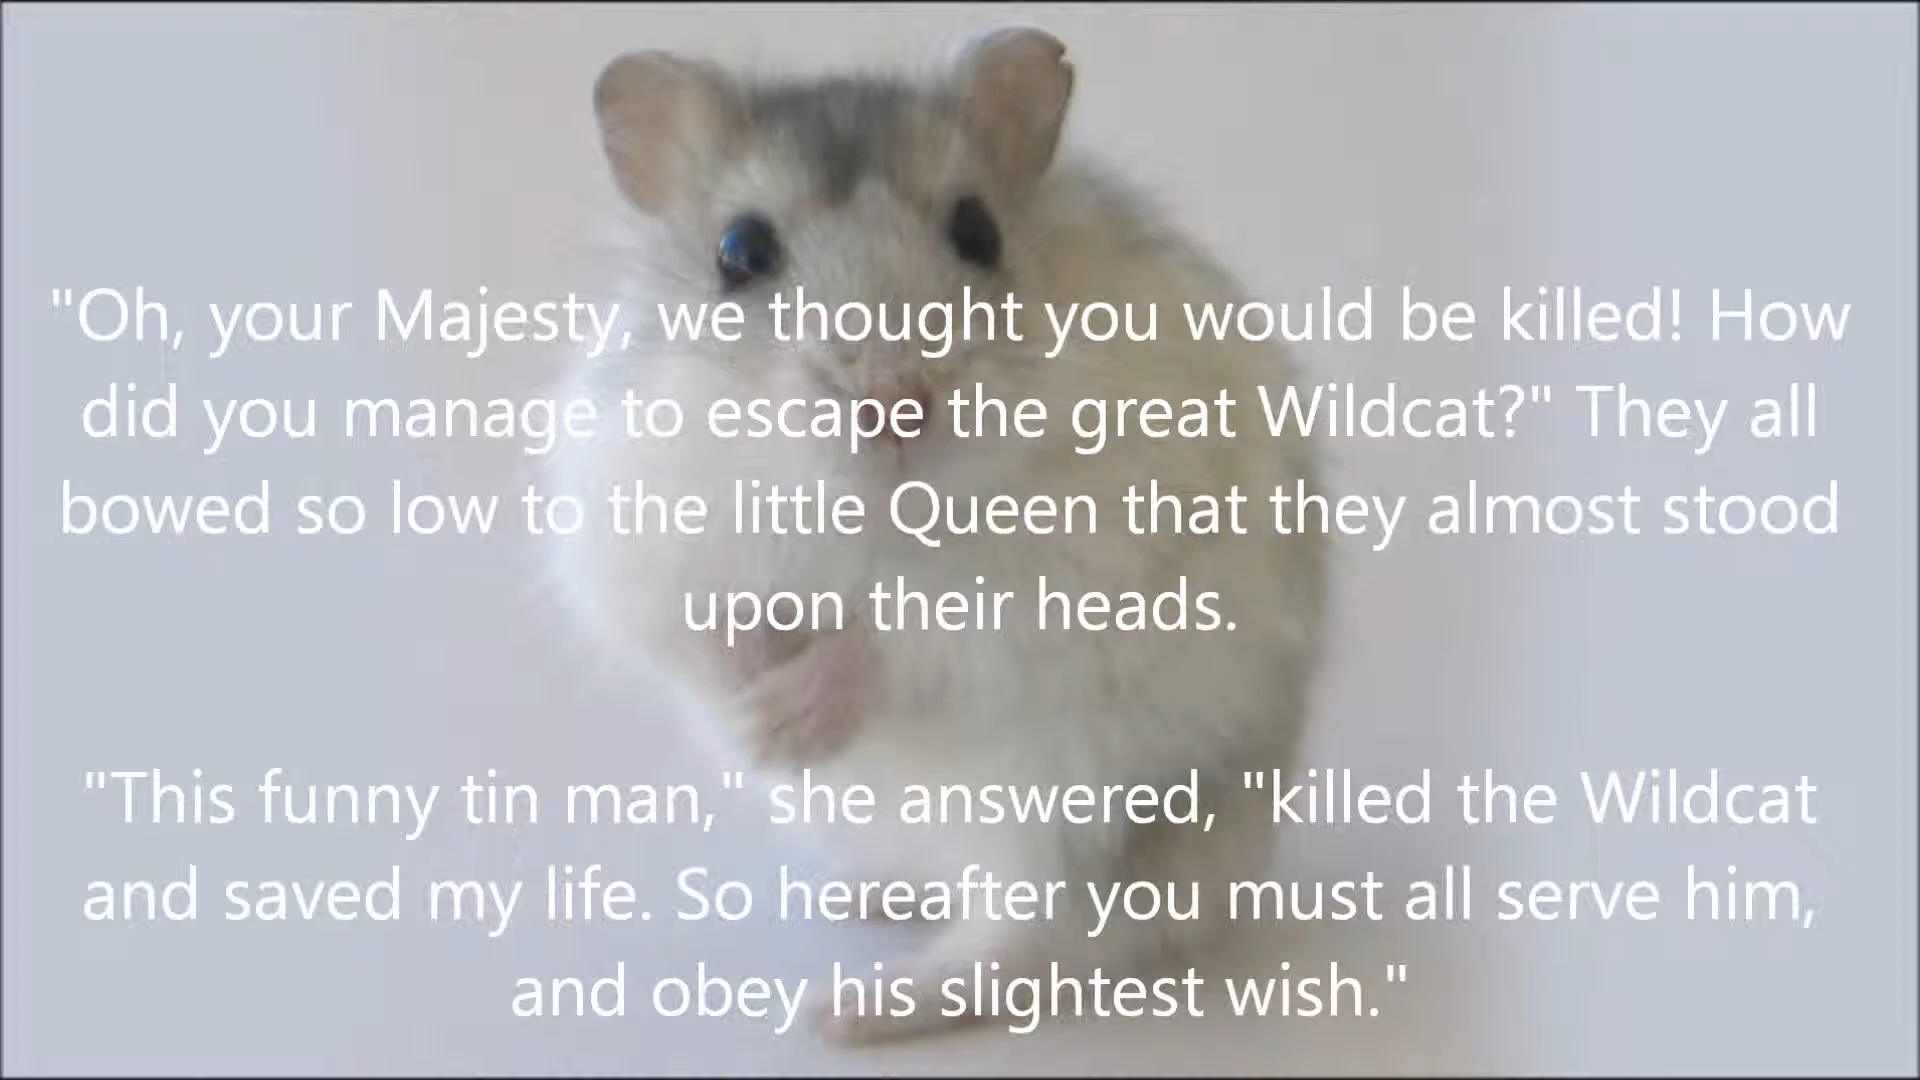 "Oh, your Majesty, we thought you would be killed! How
did you manage to escape the great Wildcat?" They all
bowed so low to the little Queen that they almost stood
upon their heads.
"This funny tin man," she answered, "killed the Wildcat
and saved my life. So hereafter you must all serve him,
and obey his slightest wish."